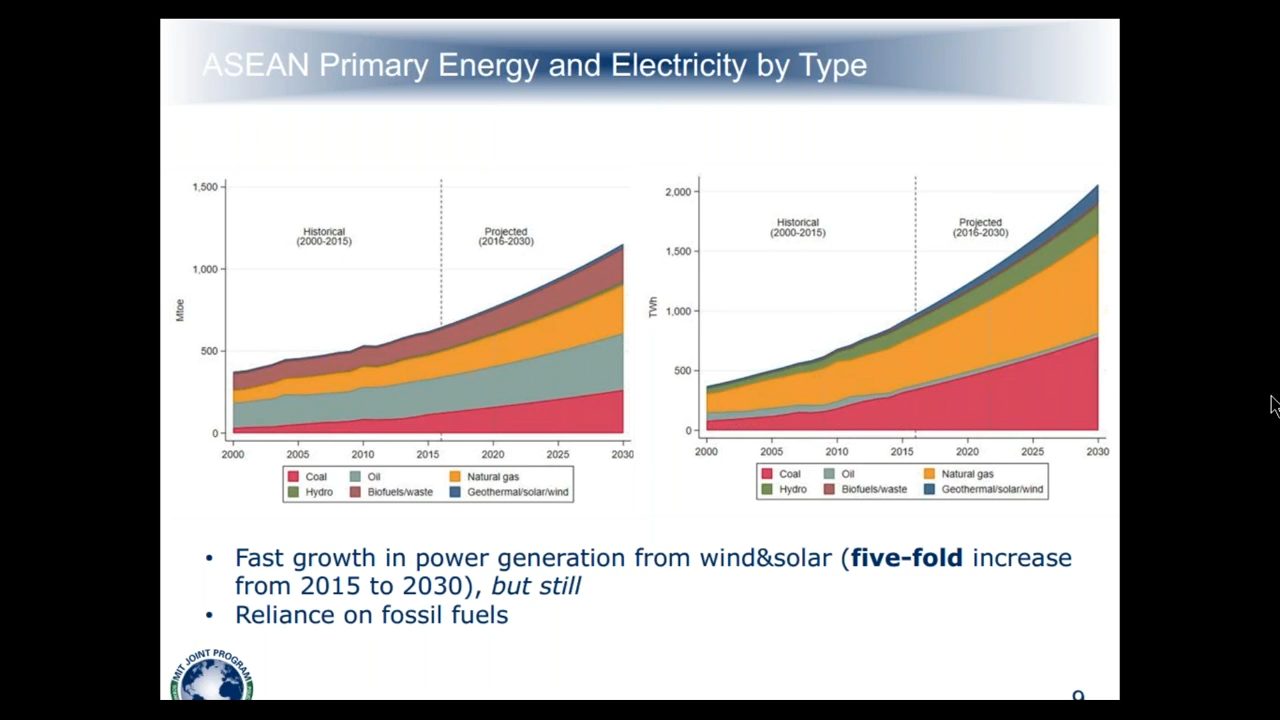 ASEAN Primary Energy and Electricity by Type
1,500
1,000
500
0
Mtoe
Historical
(2000-2015)
Projected
(2016-2030)
2000 2005 2010 2015 2020 2025 2030
Coal Oil Natural gas
Hydro Biofuels/waste Geothermal/solar/wind
2,000
1,500
1,000
500
0
TWh
Historical
(2000-2015)
Projected
(2016-2030)
2000 2005 2010 2015 2020 2025 2030
Coal Oil Natural gas
Hydro Biofuels/waste Geothermal/solar/wind
• Fast growth in power generation from wind&solar (five-fold increase
from 2015 to 2030), but still
• Reliance on fossil fuels
MIT JOINT PROGRAM
9